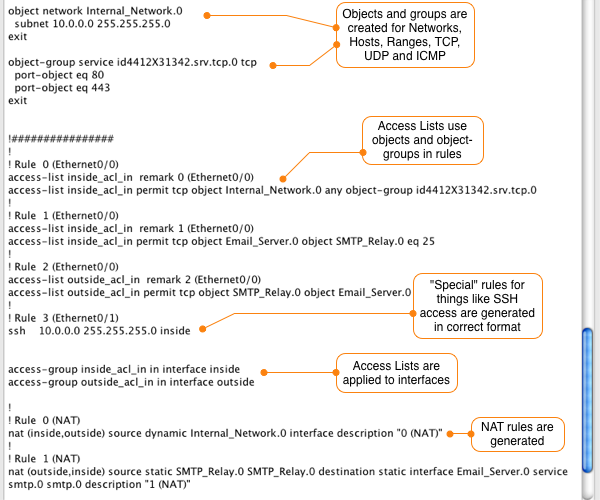 object network Internal_Network.0
subnet 10.0.0.0 255.255.255.0
exit
Objects and groups are
created for Networks,
Hosts, Ranges, TCP,
UDP and ICMP
object-group service id4412X31342.srv.tcp.0 tcp
port-object eq 80
port-object eq 443
exit
Access Lists use
objects and object-
groups in rules
!################
!
! Rule  0 (Ethernet0/0)
access-list inside_acl_in  remark 0 (Ethernet0/0)
access-list inside_acl_in permit tcp object Internal_Network.0 any object-group id4412X31342.srv.tcp.0
!
! Rule  1 (Ethernet0/0)
access-list inside_acl_in  remark 1 (Ethernet0/0)
access-list inside_acl_in permit tcp object Email_Server.0 object SMTP_Relay.0 eq 25
!
! Rule  2 (Ethernet0/0)
access-list outside_acl_in  remark 2 (Ethernet0/0)
access-list outside_acl_in permit tcp object SMTP_Relay.0 object Email_Server.0
!
! Rule  3 (Ethernet0/1)
ssh    10.0.0.0 255.255.255.0 inside
"Special" rules for
things like SSH
access are generated
in correct format
access-group inside_acl_in in interface inside
access-group outside_acl_in in interface outside
Access Lists are
applied to interfaces
!
! Rule  0 (NAT)
nat (inside,outside) source dynamic Internal_Network.0 interface description "0 (NAT)"
NAT rules are
generated
!
! Rule  1 (NAT)
nat (outside,inside) source static SMTP_Relay.0 SMTP_Relay.0 destination static interface Email_Server.0 service
smtp.0 smtp.0 description "1 (NAT)"